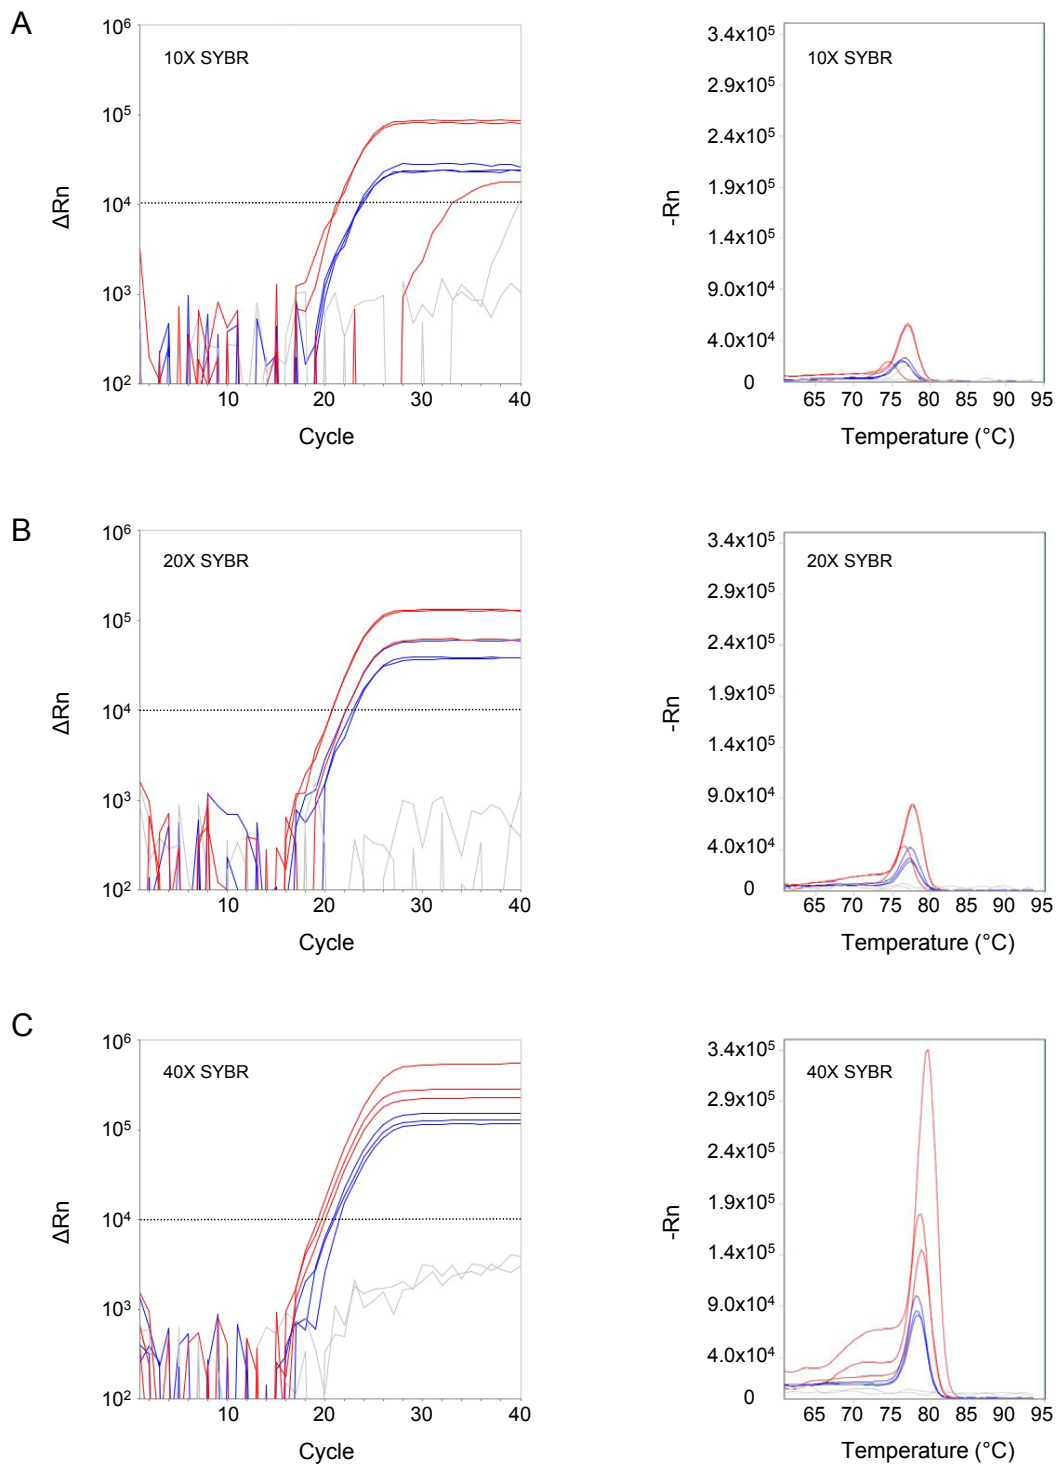 A
10⁶
10X SYBR
10⁵
10⁴
10³
10²
ΔRn
10 20 30 40
Cycle
3.4x10⁵
10X SYBR
2.9x10⁵
2.4x10⁵
1.9x10⁵
1.4x10⁵
9.0x10⁴
4.0x10⁴
0
-Rn
65 70 75 80 85 90 95
Temperature (°C)
B
10⁶
20X SYBR
10⁵
10⁴
10³
10²
ΔRn
10 20 30 40
Cycle
3.4x10⁵
20X SYBR
2.9x10⁵
2.4x10⁵
1.9x10⁵
1.4x10⁵
9.0x10⁴
4.0x10⁴
0
-Rn
65 70 75 80 85 90 95
Temperature (°C)
C
10⁶
40X SYBR
10⁵
10⁴
10³
10²
ΔRn
10 20 30 40
Cycle
3.4x10⁵
40X SYBR
2.9x10⁵
2.4x10⁵
1.9x10⁵
1.4x10⁵
9.0x10⁴
4.0x10⁴
0
-Rn
65 70 75 80 85 90 95
Temperature (°C)